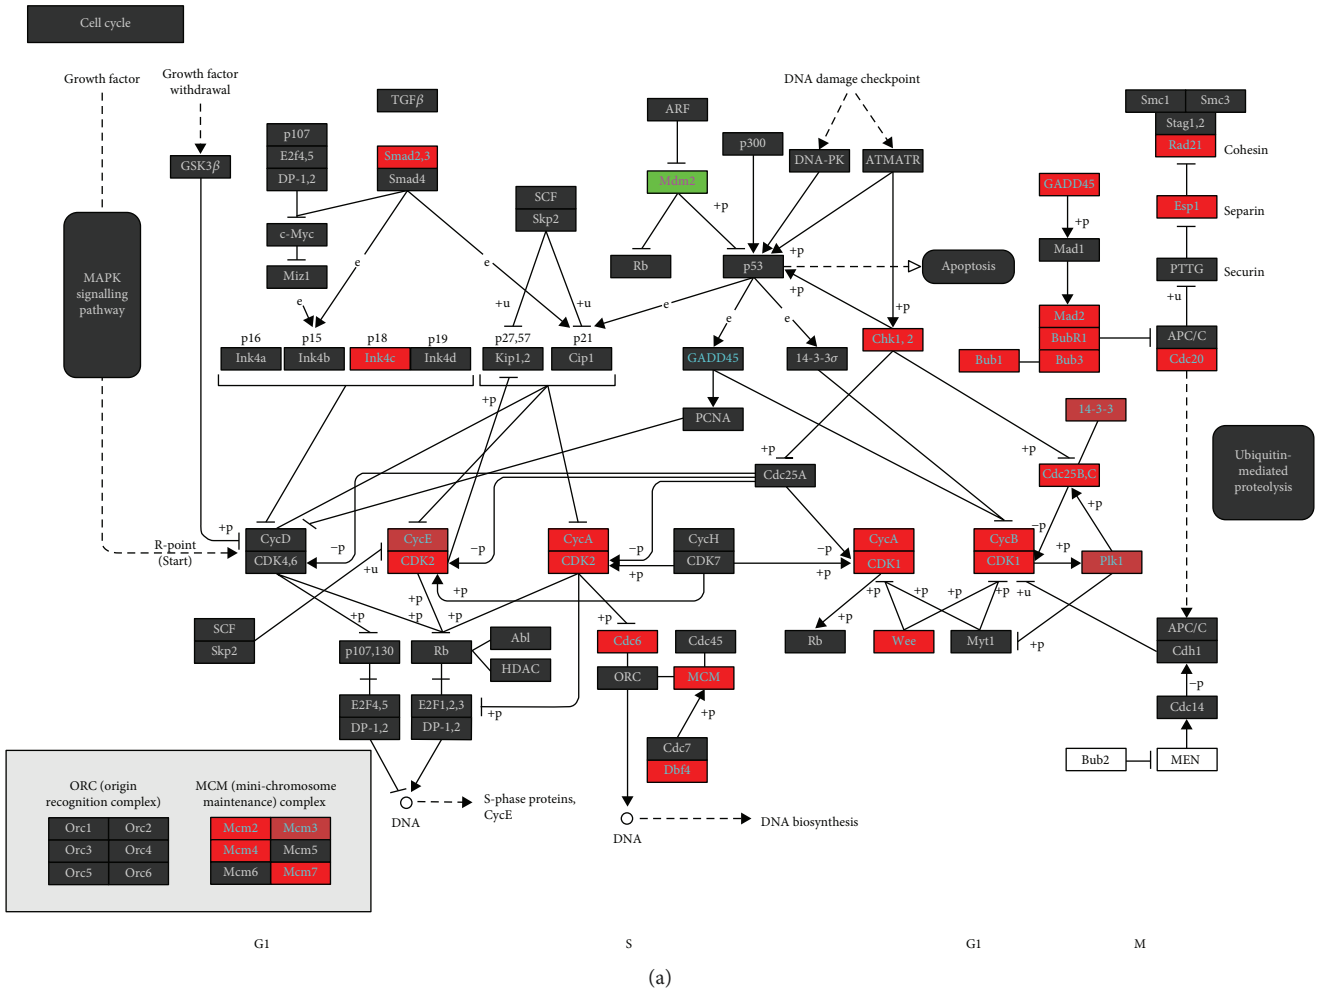 Cell cycle
Growth factor
Growth factor
withdrawal
TGFβ
ARF
DNA damage checkpoint
Smc1
Smc3
Stag1,2
Rad21
Cohesin
p107
E2f4,5
DP-1,2
GSK3β
Smad2,3
Smad4
p300
DNA-PK
ATMATR
Mdm2
+p
GADD45
+p
Esp1
Separin
SCF
Skp2
c-Myc
Miz1
e
e
e
Rb
p53
+p
+p
Apoptosis
Mad1
PTTG
Securin
+u
MAPK
signalling
pathway
+u
+u
e
e
e
+p
Mad2
BubR1
Bub3
Bub1
APC/C
Cdc20
p16
p15
p18
p19
p27,57
p21
Ink4a
Ink4b
Ink4c
Ink4d
Kip1,2
Cip1
GADD45
14-3-3σ
Chk1, 2
+p
PCNA
14-3-3
+p
+p
Cdc25A
Cdc25B,C
Ubiquitin-
mediated
proteolysis
+p
R-point
(Start)
CycD
CDK4,6
–p
+u
CycE
CDK2
–p
CycA
CDK2
–p
+p
CycH
CDK7
–p
+p
CycA
CDK1
CycB
CDK1
–p
+p
+p
Plk1
+p
+p
+p
+p
+p
+p
+p
+p
+u
SCF
Skp2
p107,130
Rb
Abl
HDAC
Cdc6
Cdc45
ORC
MCM
+p
Rb
Wee
Myt1
+p
APC/C
Cdh1
–p
E2F4,5
DP-1,2
E2F1,2,3
DP-1,2
+p
Cdc7
Dbf4
Cdc14
Bub2
MEN
DNA
S-phase proteins,
CycE
DNA
DNA biosynthesis
ORC (origin
recognition complex)
MCM (mini-chromosome
maintenance) complex
Orc1
Orc2
Mcm2
Mcm3
Orc3
Orc4
Mcm4
Mcm5
Orc5
Orc6
Mcm6
Mcm7
G1
S
G1
M
(a)